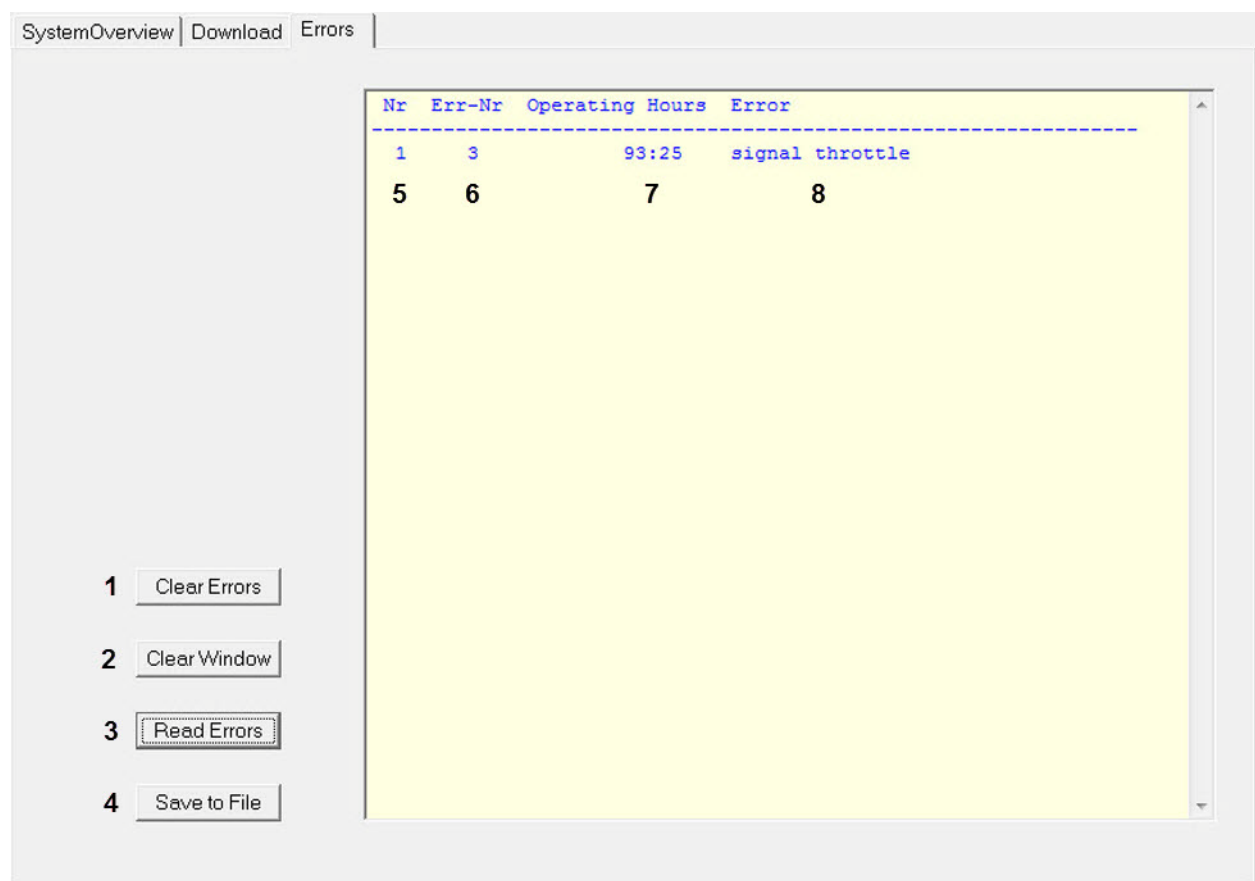 SystemOverview Download Errors
Nr Err-Nr Operating Hours Error
-----------------------------------------------------------------
1 3 93:25 signal throttle
5 6 7 8
1 Clear Errors
2 Clear Window
3 Read Errors
4 Save to File